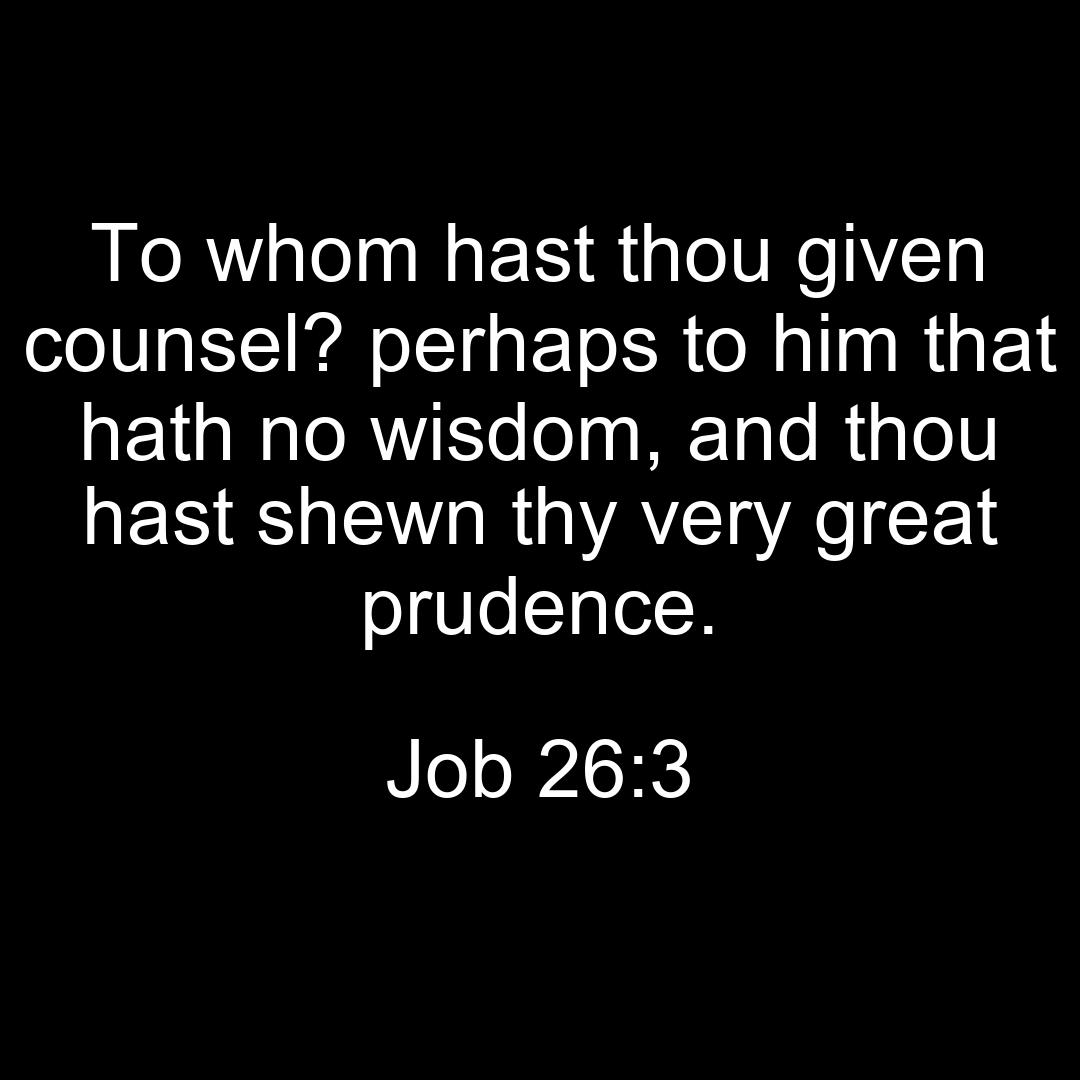 To whom hast thou given
counsel? perhaps to him that
hath no wisdom, and thou
hast shewn thy very great
prudence.
Job 26:3